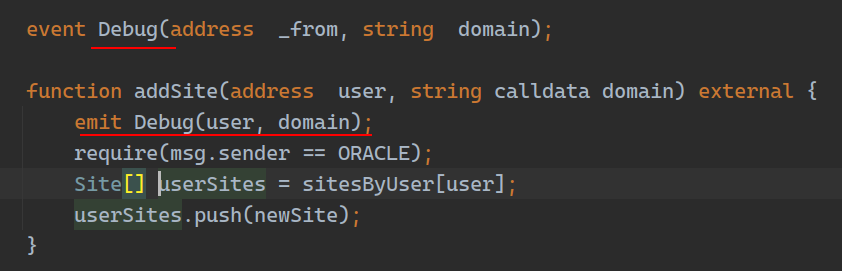 event Debug(address  _from, string  domain);
function addSite(address  user, string calldata domain) external {
emit Debug(user, domain);
require(msg.sender == ORACLE);
Site[] userSites = sitesByUser[user];
userSites.push(newSite);
}